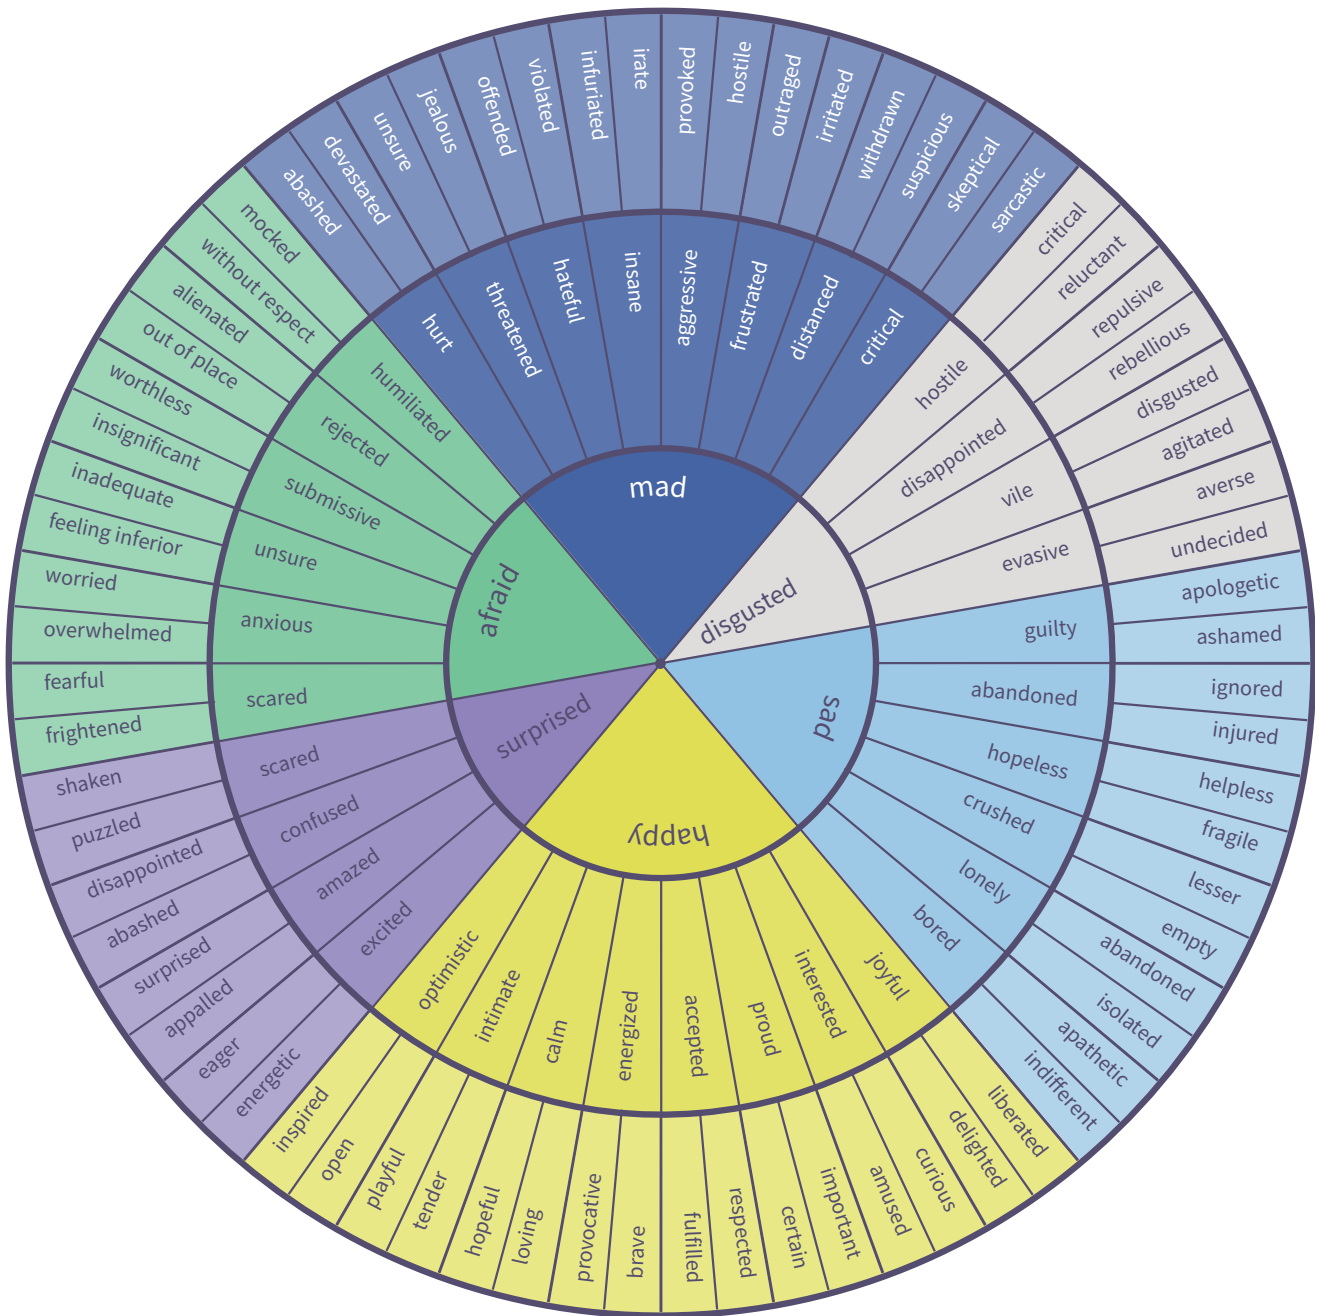 mad
disgusted
sad
happy
surprised
afraid
hurt
threatened
hateful
insane
aggressive
frustrated
distanced
critical
hostile
disappointed
vile
evasive
guilty
abandoned
hopeless
crushed
lonely
bored
joyful
interested
proud
accepted
energized
calm
intimate
optimistic
excited
amazed
confused
scared
scared
anxious
unsure
submissive
rejected
humiliated
abashed
devastated
unsure
jealous
offended
violated
infuriated
irate
provoked
hostile
outraged
irritated
withdrawn
suspicious
skeptical
sarcastic
critical
reluctant
repulsive
rebellious
disgusted
agitated
averse
undecided
apologetic
ashamed
ignored
injured
helpless
fragile
lesser
empty
abandoned
isolated
apathetic
indifferent
liberated
delighted
curious
amused
important
certain
respected
fulfilled
brave
provocative
loving
hopeful
tender
playful
open
inspired
energetic
eager
appalled
surprised
abashed
disappointed
puzzled
shaken
frightened
fearful
overwhelmed
worried
feeling inferior
inadequate
insignificant
worthless
out of place
alienated
without respect
mocked